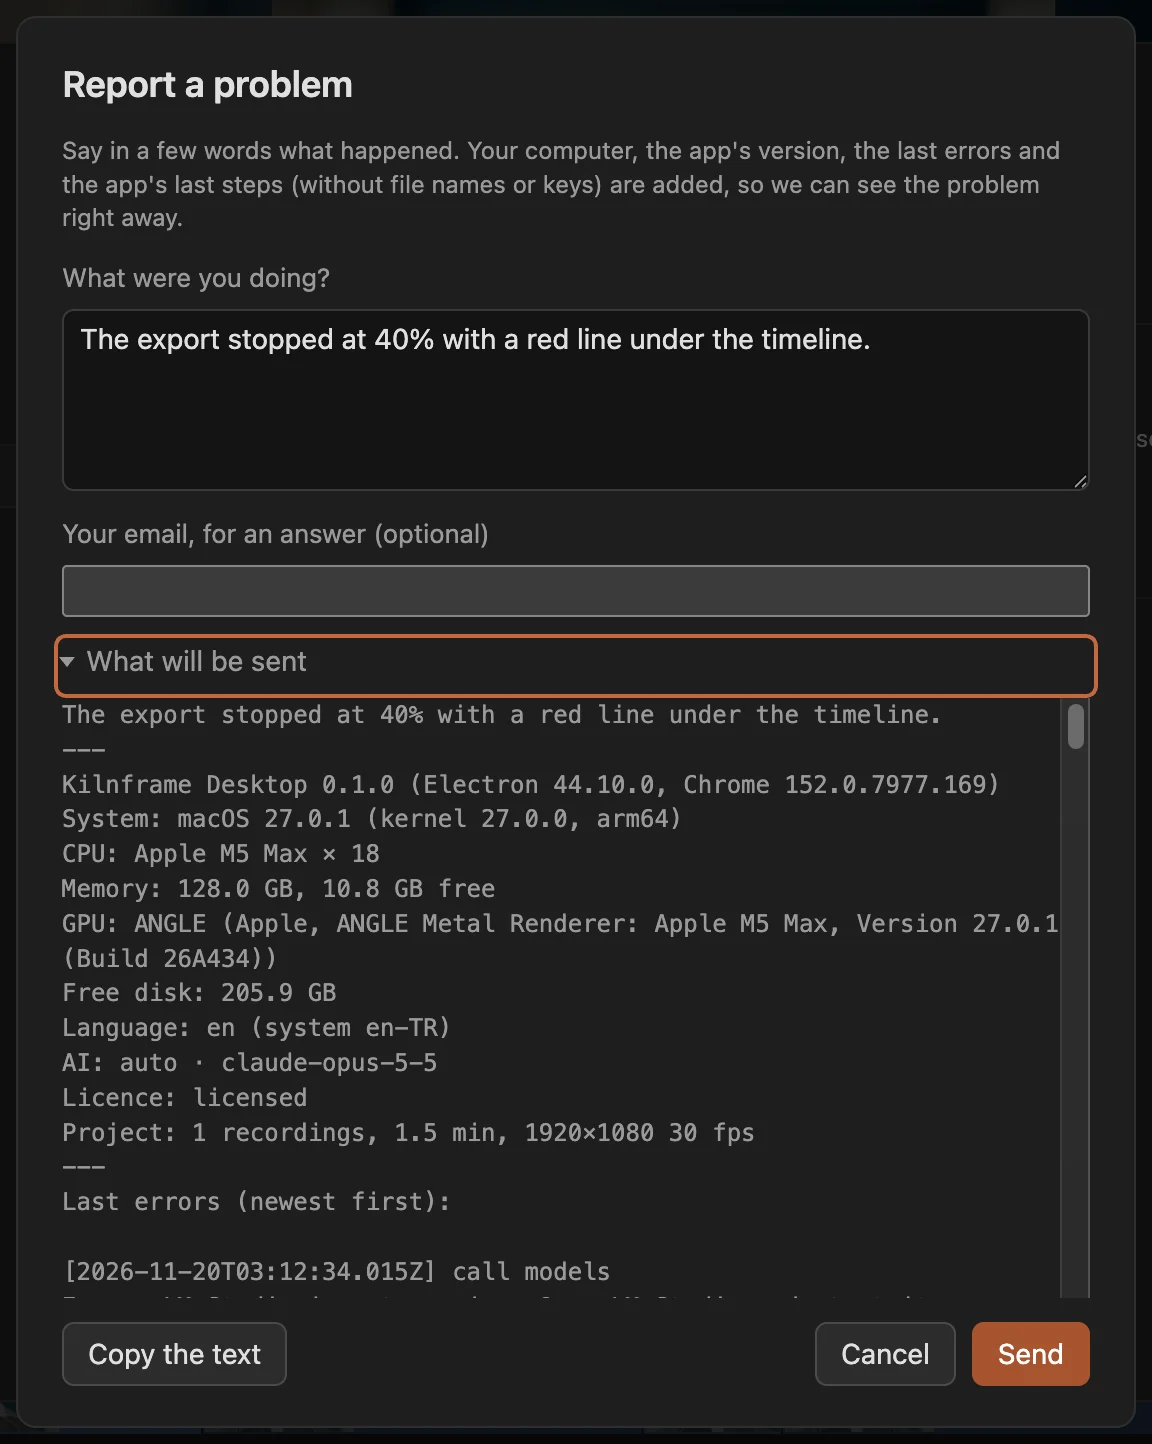 Report a problem
Say in a few words what happened. Your computer, the app's version, the last errors and
the app's last steps (without file names or keys) are added, so we can see the problem
right away.
What were you doing?
The export stopped at 40% with a red line under the timeline.
Your email, for an answer (optional)
What will be sent
The export stopped at 40% with a red line under the timeline.
---
Kilnframe Desktop 0.1.0 (Electron 44.10.0, Chrome 152.0.7977.169)
System: macOS 27.0.1 (kernel 27.0.0, arm64)
CPU: Apple M5 Max × 18
Memory: 128.0 GB, 10.8 GB free
GPU: ANGLE (Apple, ANGLE Metal Renderer: Apple M5 Max, Version 27.0.1
(Build 26A434))
Free disk: 205.9 GB
Language: en (system en-TR)
AI: auto · claude-opus-5-5
Licence: licensed
Project: 1 recordings, 1.5 min, 1920×1080 30 fps
---
Last errors (newest first):
[2026-11-20T03:12:34.015Z] call models
Copy the text
Cancel
Send